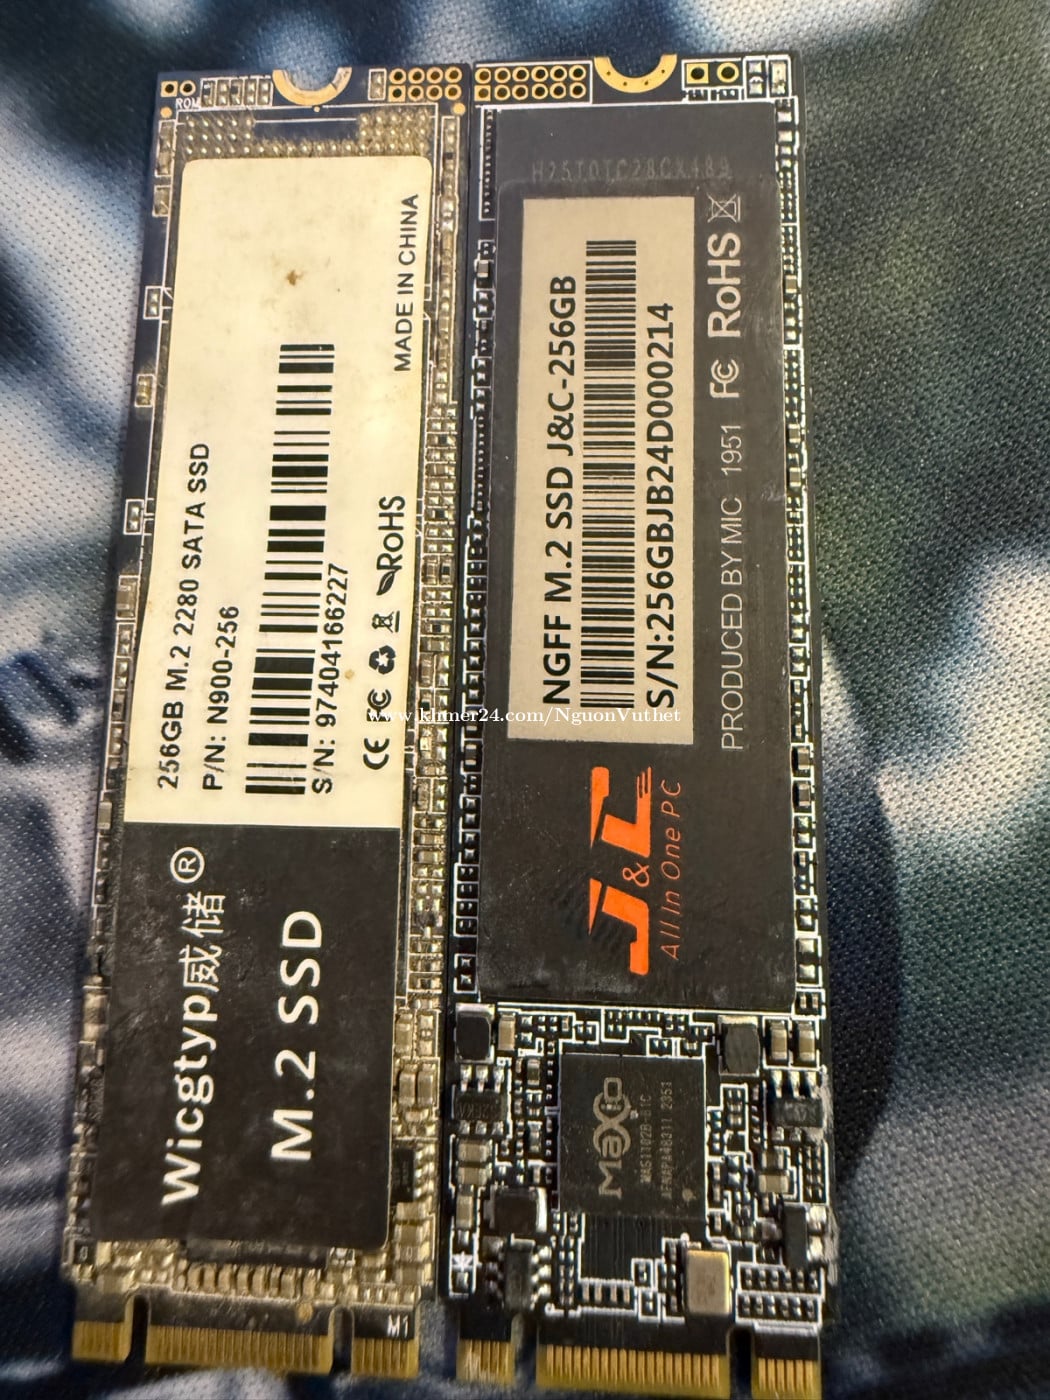 ROM
256GB M.2 2280 SATA SSD
P/N: N900-256
S/N: 9740416166227
CE FC RoHS
MADE IN CHINA
Wicgtyp威储®
M.2 SSD
M1
NGFF M.2 SSD J&C-256GB
S/N:256GBJB24D000214
PRODUCED BY MIC 1951 FC RoHS
J&C
All In One PC
MaXio
www.khmer24.com/NguonVuthet